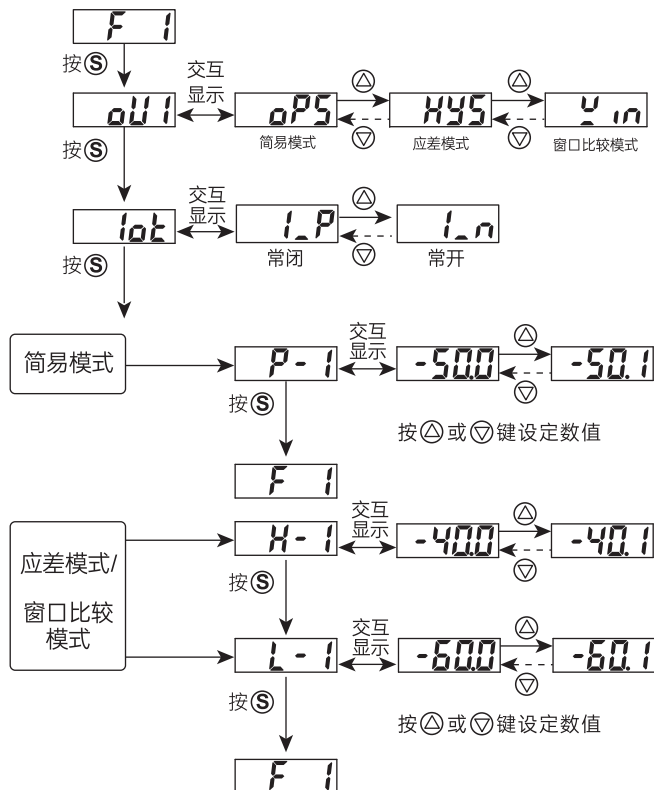 F 1
按Ⓢ
交互
显示
oU1
oPS
HYS
Win
简易模式
应差模式
窗口比较模式
按Ⓢ
交互
显示
1ot
1_P
1_n
常闭
常开
按Ⓢ
简易模式
P-1
交互
显示
-50.0
-50.1
按Ⓢ
按△或▽键设定数值
F 1
应差模式/
窗口比较
模式
H-1
交互
显示
-40.0
-40.1
按Ⓢ
L-1
交互
显示
-60.0
-60.1
按Ⓢ
按△或▽键设定数值
F 1